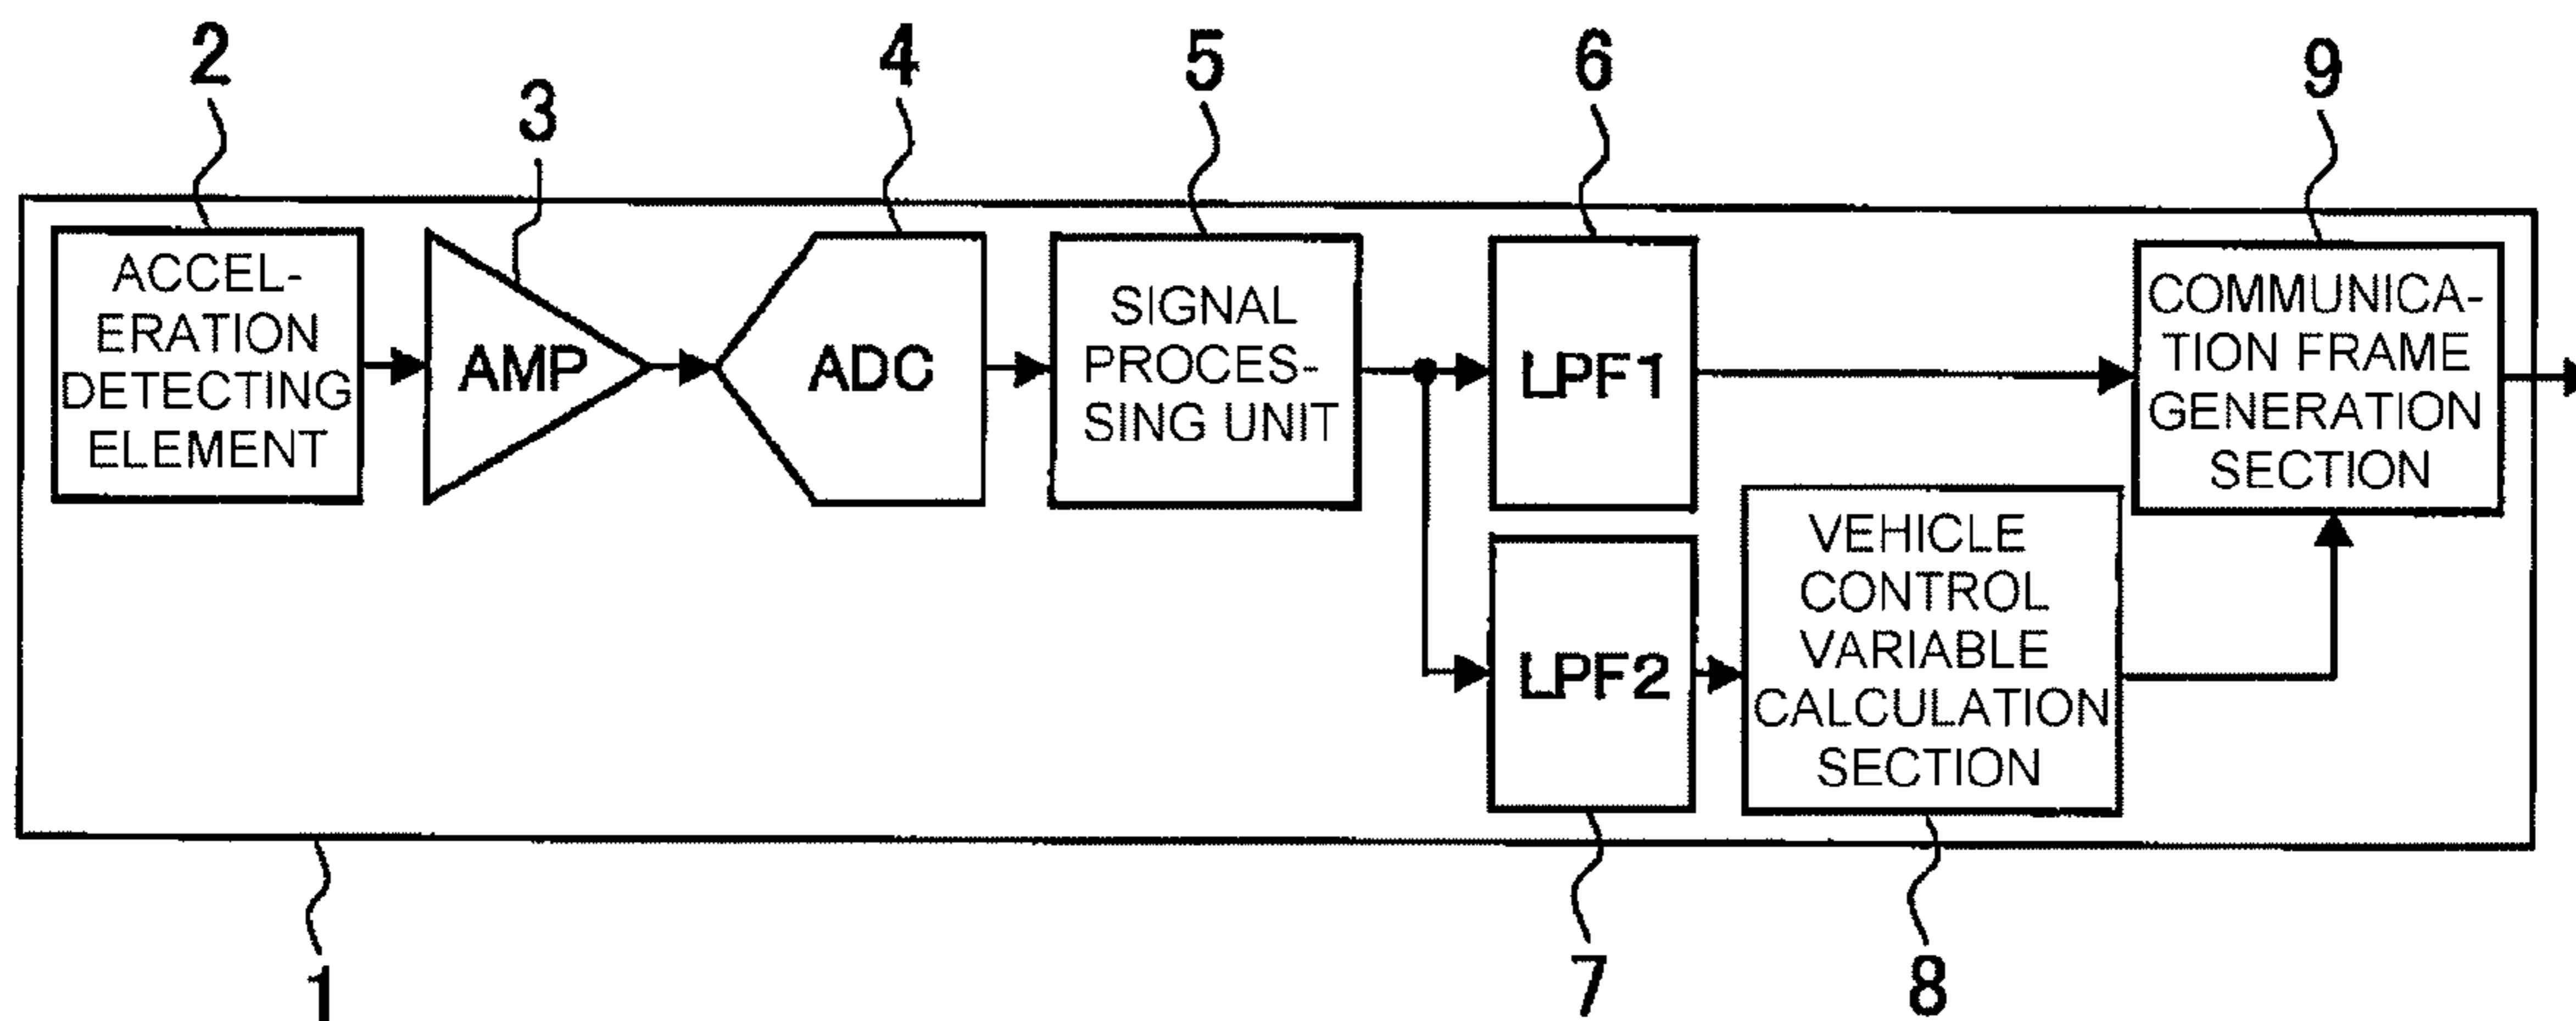 2
3
4
5
6
9
ACCEL-
ERATION
DETECTING
ELEMENT
AMP
ADC
SIGNAL
PROCES-
SING UNIT
LPF1
COMMUNICA-
TION FRAME
GENERATION
SECTION
LPF2
VEHICLE
CONTROL
VARIABLE
CALCULATION
SECTION
1
7
8